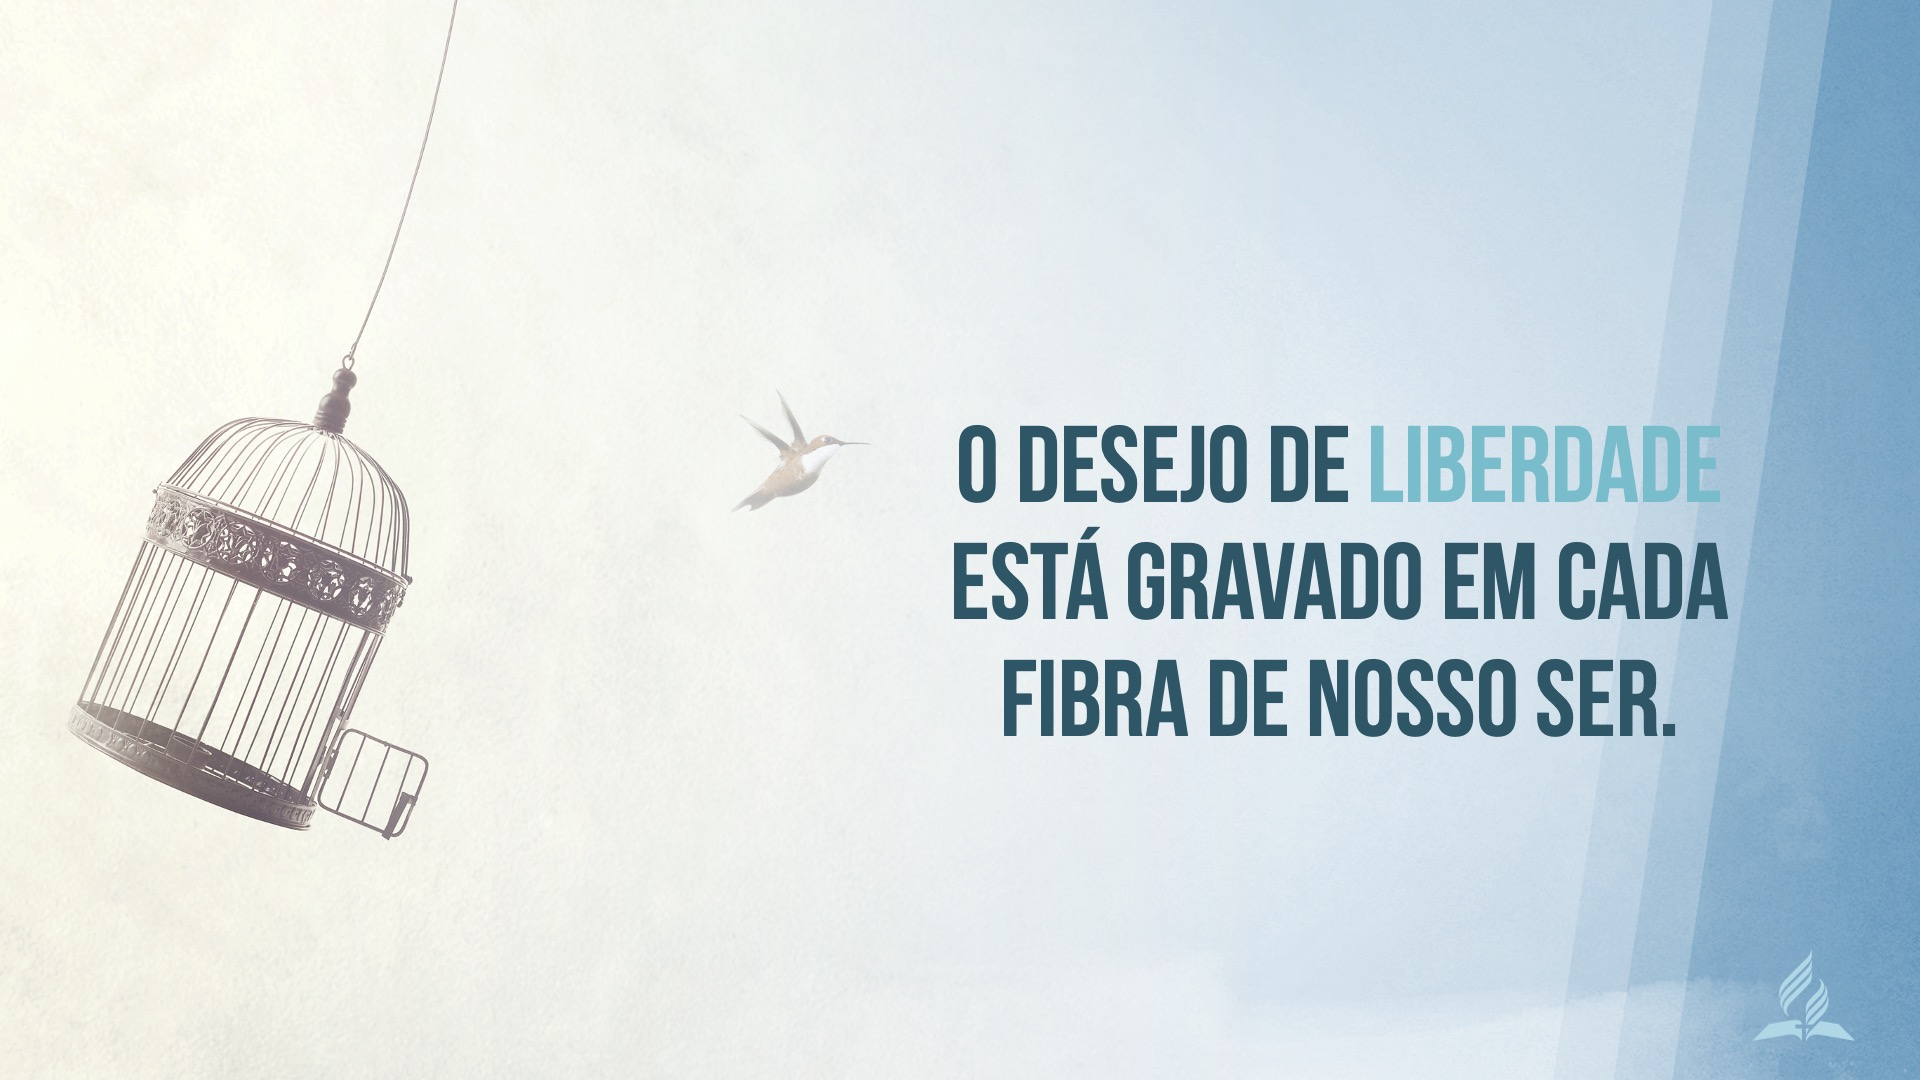 O DESEJO DE LIBERDADE
ESTÁ GRAVADO EM CADA
FIBRA DE NOSSO SER.